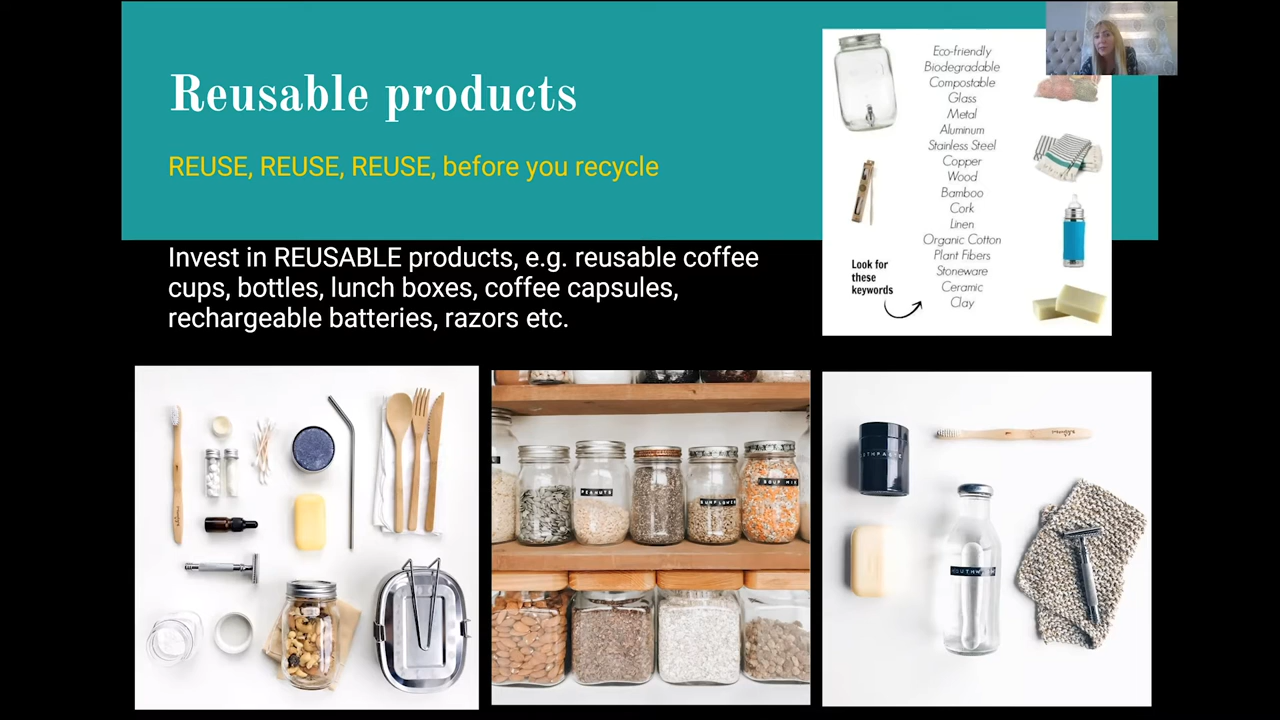 Reusable products
REUSE, REUSE, REUSE, before you recycle
Invest in REUSABLE products, e.g. reusable coffee
cups, bottles, lunch boxes, coffee capsules,
rechargeable batteries, razors etc.
Eco-friendly
Biodegradable
Compostable
Glass
Metal
Aluminum
Stainless Steel
Copper
Wood
Bamboo
Cork
Linen
Organic Cotton
Plant Fibers
Stoneware
Ceramic
Clay
Look for
these
keywords
PEANUTS
SUNFLOWER
SOUP MIX